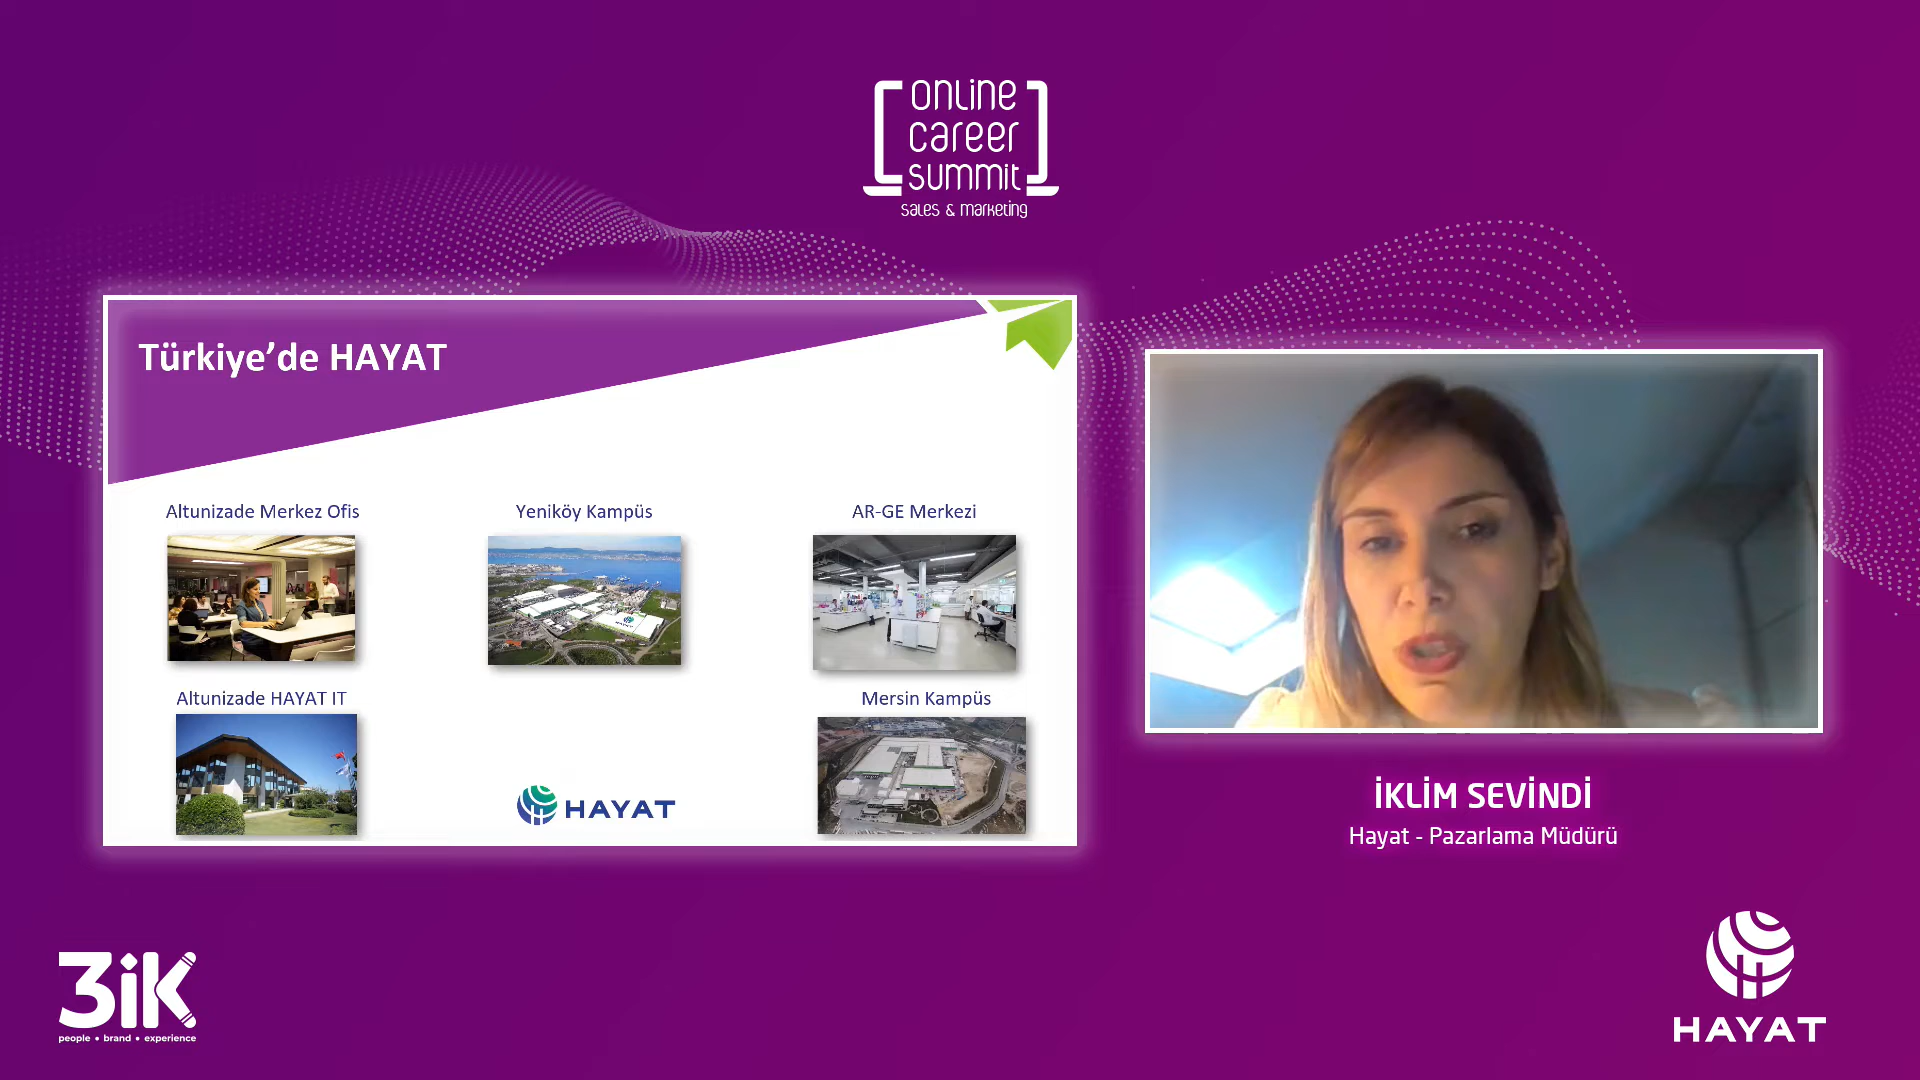 online
career
summit
sales & marketing
Türkiye’de HAYAT
Altunizade Merkez Ofis
Yeniköy Kampüs
AR-GE Merkezi
Altunizade HAYAT IT
Mersin Kampüs
HAYAT
İKLİM SEVİNDİ
Hayat - Pazarlama Müdürü
3iK
people • brand • experience
HAYAT